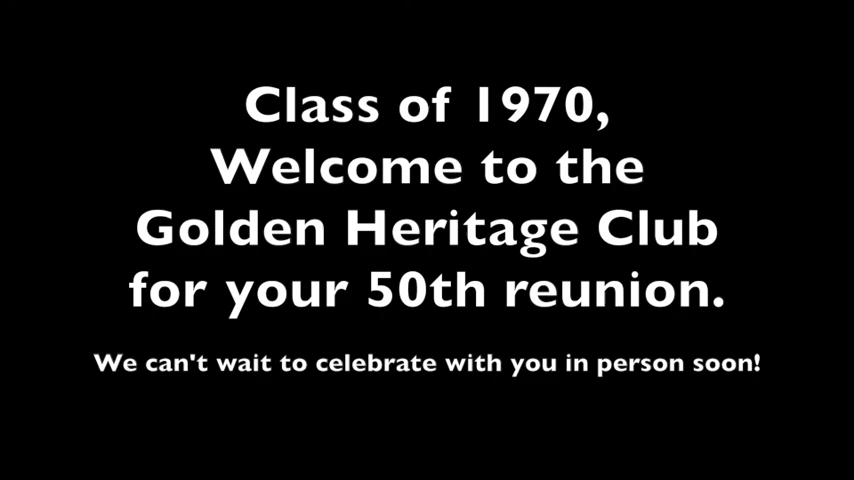 Class of 1970,
Welcome to the
Golden Heritage Club
for your 50th reunion.
We can't wait to celebrate with you in person soon!